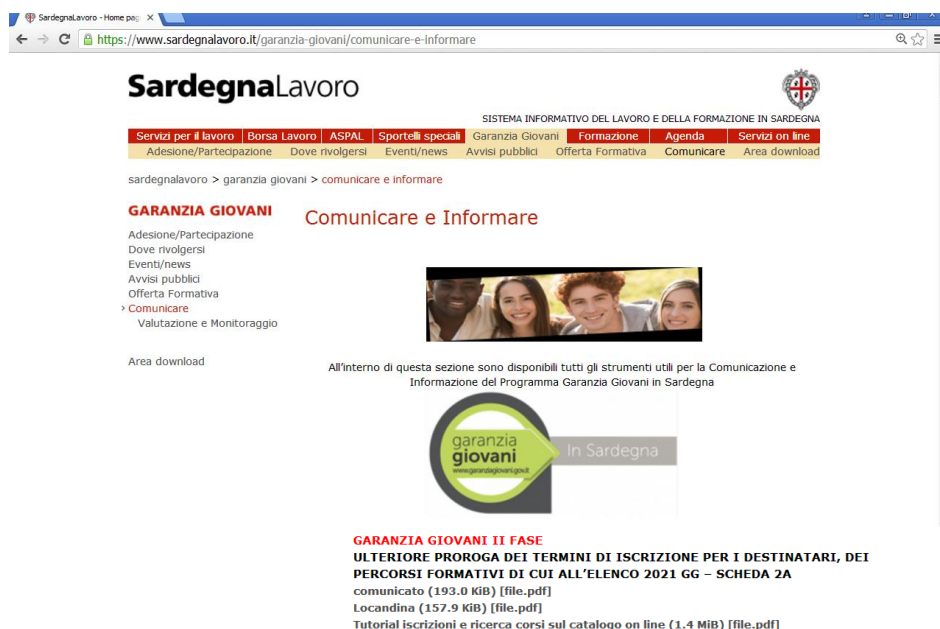 SardegnaLavoro - Home pag
https://www.sardegnalavoro.it/garanzia-giovani/comunicare-e-informare
SardegnaLavoro
SISTEMA INFORMATIVO DEL LAVORO E DELLA FORMAZIONE IN SARDEGNA
Servizi per il lavoro Borsa Lavoro ASPAL Sportelli speciali Garanzia Giovani Formazione Agenda Servizi on line
Adesione/Partecipazione Dove rivolgersi Eventi/news Avvisi pubblici Offerta Formativa Comunicare Area download
sardegnalavoro > garanzia giovani > comunicare e informare
GARANZIA GIOVANI
Comunicare e Informare
Adesione/Partecipazione
Dove rivolgersi
Eventi/news
Avvisi pubblici
Offerta Formativa
Comunicare
Valutazione e Monitoraggio
Area download
All'interno di questa sezione sono disponibili tutti gli strumenti utili per la Comunicazione e
Informazione del Programma Garanzia Giovani in Sardegna
garanzia
giovani
www.garanziagiovani.gov.it
In Sardegna
GARANZIA GIOVANI II FASE
ULTERIORE PROROGA DEI TERMINI DI ISCRIZIONE PER I DESTINATARI, DEI
PERCORSI FORMATIVI DI CUI ALL'ELENCO 2021 GG – SCHEDA 2A
comunicato (193.0 KiB) [file.pdf]
Locandina (157.9 KiB) [file.pdf]
Tutorial iscrizioni e ricerca corsi sul catalogo on line (1.4 MiB) [file.pdf]